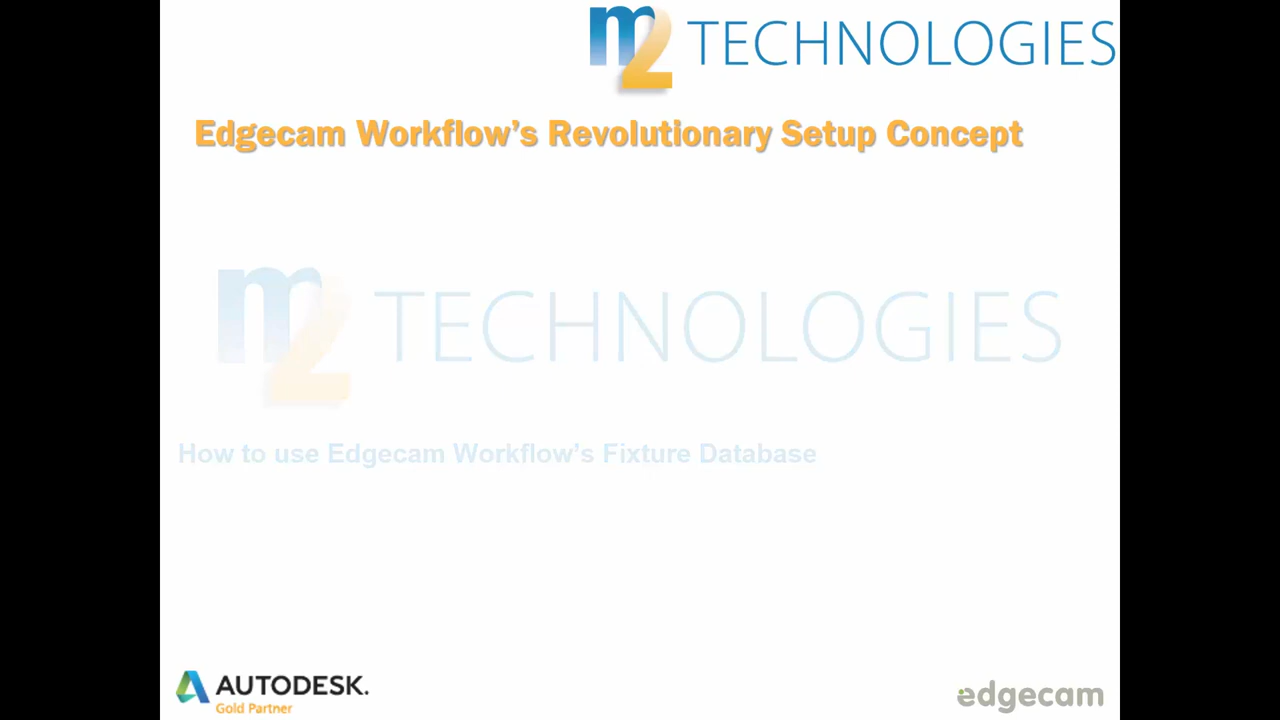 m2 TECHNOLOGIES
Edgecam Workflow’s Revolutionary Setup Concept
m2 TECHNOLOGIES
How to use Edgecam Workflow’s Fixture Database
AUTODESK.
Gold Partner
edgecam